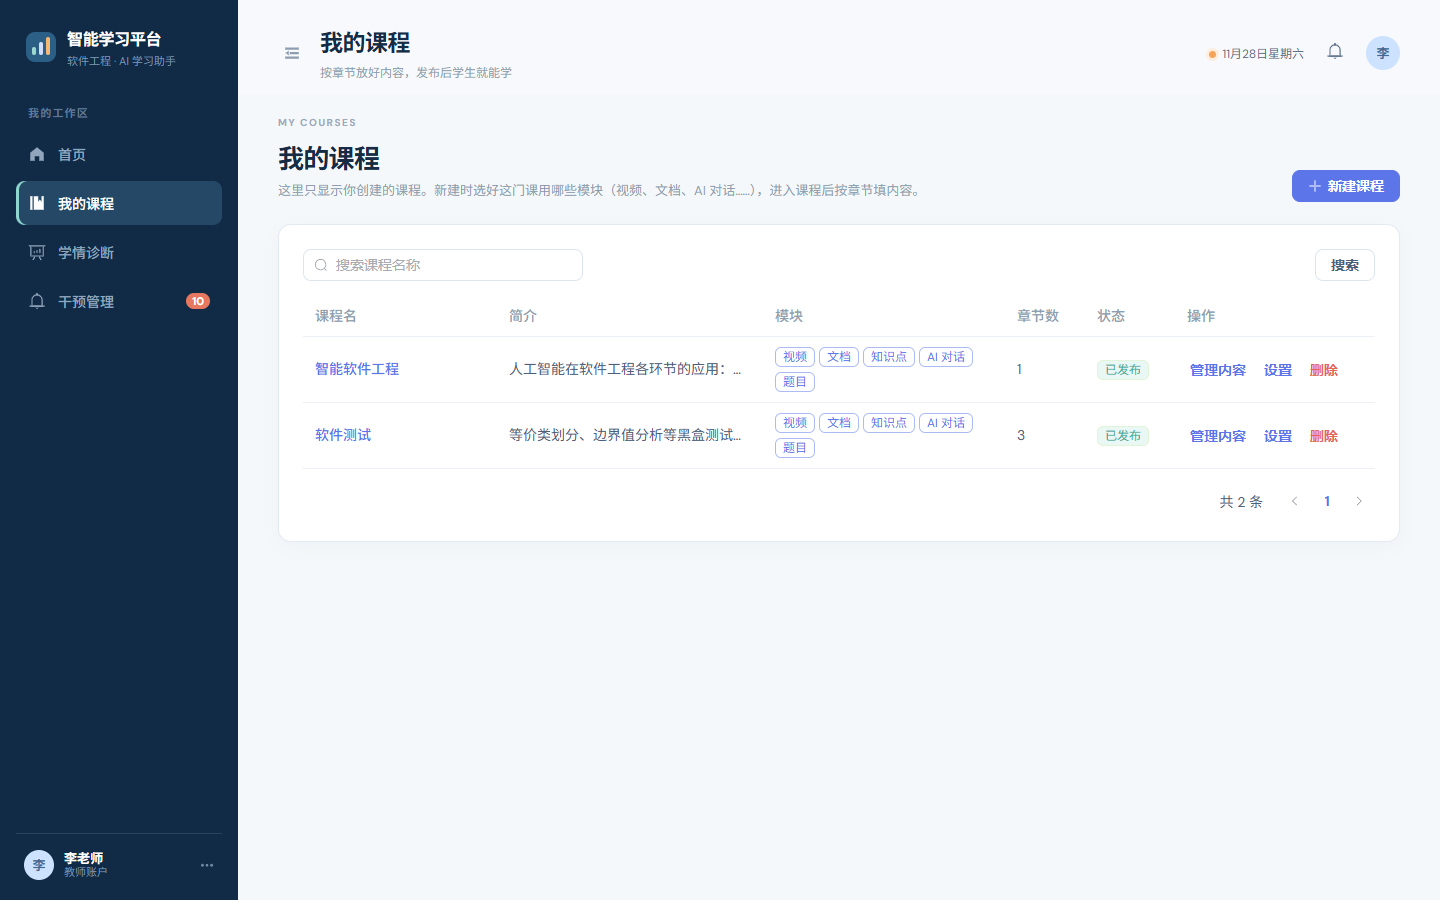 智能学习平台
软件工程 · AI 学习助手
我的工作区
首页
我的课程
学情诊断
干预管理
10
李
李老师
教师账户
我的课程
按章节放好内容，发布后学生就能学
11月28日星期六
李
MY COURSES
我的课程
这里只显示你创建的课程。新建时选好这门课用哪些模块（视频、文档、AI 对话……），进入课程后按章节填内容。
新建课程
搜索课程名称
搜索
课程名 简介 模块 章节数 状态 操作
智能软件工程 人工智能在软件工程各环节的应用：... 视频 文档 知识点 AI 对话 题目 1 已发布 管理内容 设置 删除
软件测试 等价类划分、边界值分析等黑盒测试... 视频 文档 知识点 AI 对话 题目 3 已发布 管理内容 设置 删除
共 2 条 1